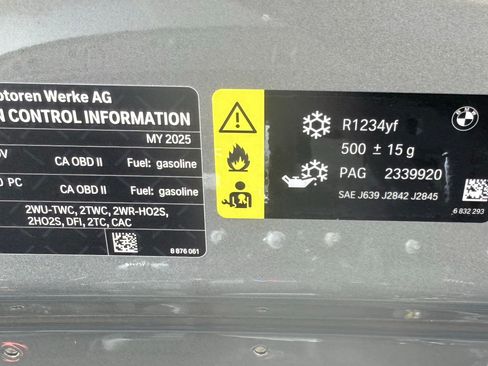 otoren Werke AG
N CONTROL INFORMATION
MY 2025
V
CA OBD II
Fuel: gasoline
PC
CA OBD II
Fuel: gasoline
2WU-TWC, 2TWC, 2WR-HO2S,
2HO2S, DFI, 2TC, CAC
8 876 061
R1234yf
500 ± 15 g
PAG 2339920
SAE J639 J2842 J2845
6 832 293
BMW